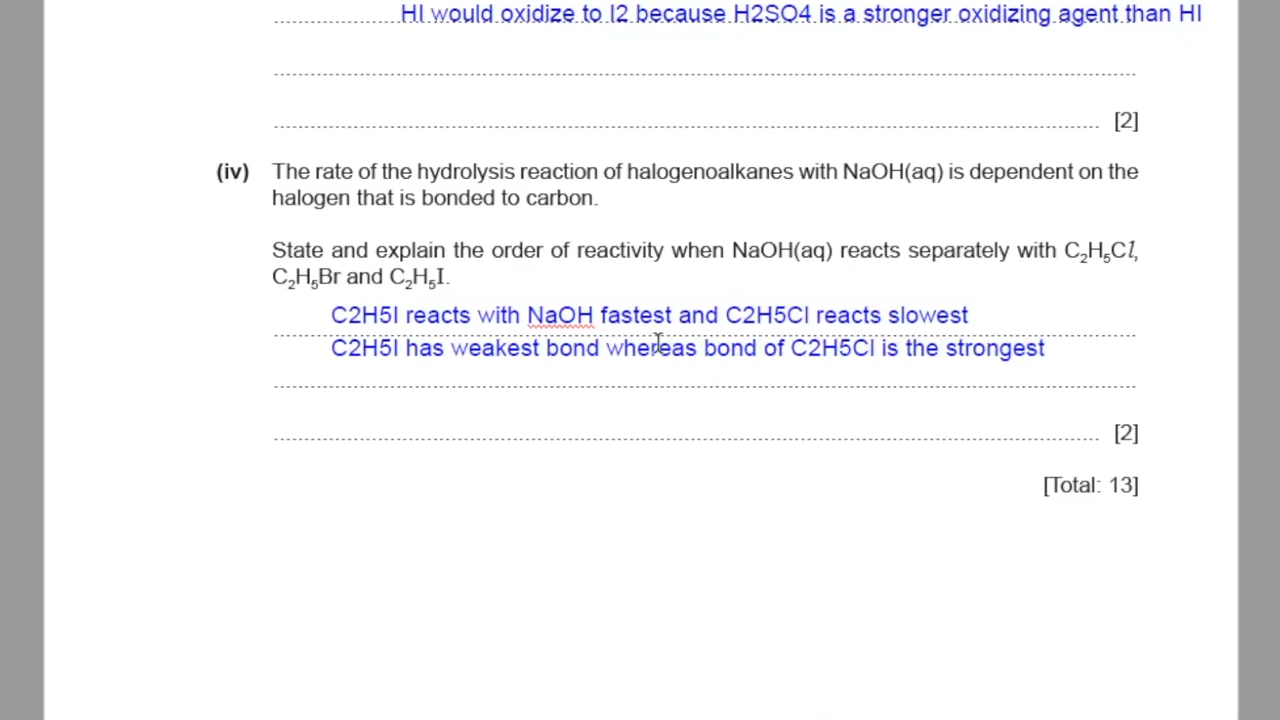 HI would oxidize to I2 because H2SO4 is a stronger oxidizing agent than HI
[2]
(iv) The rate of the hydrolysis reaction of halogenoalkanes with NaOH(aq) is dependent on the
halogen that is bonded to carbon.
State and explain the order of reactivity when NaOH(aq) reacts separately with C₂H₅Cl,
C₂H₅Br and C₂H₅I.
C2H5I reacts with NaOH fastest and C2H5Cl reacts slowest
C2H5I has weakest bond whereas bond of C2H5Cl is the strongest
[2]
[Total: 13]